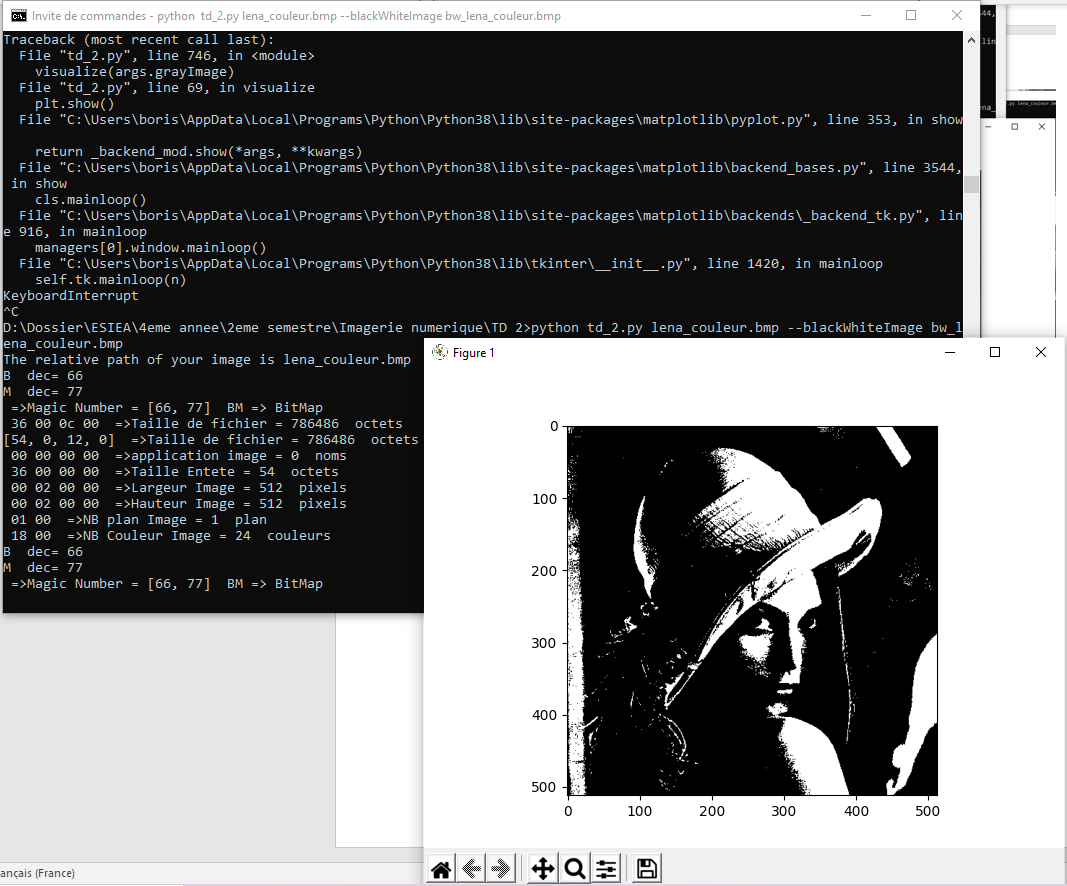 Invite de commandes - python  td_2.py lena_couleur.bmp --blackWhiteImage bw_lena_couleur.bmp
Traceback (most recent call last):
  File "td_2.py", line 746, in <module>
    visualize(args.grayImage)
  File "td_2.py", line 69, in visualize
    plt.show()
  File "C:\Users\boris\AppData\Local\Programs\Python\Python38\lib\site-packages\matplotlib\pyplot.py", line 353, in show
    return _backend_mod.show(*args, **kwargs)
  File "C:\Users\boris\AppData\Local\Programs\Python\Python38\lib\site-packages\matplotlib\backend_bases.py", line 3544,
 in show
    cls.mainloop()
  File "C:\Users\boris\AppData\Local\Programs\Python\Python38\lib\site-packages\matplotlib\backends\_backend_tk.py", lin
e 916, in mainloop
    managers[0].window.mainloop()
  File "C:\Users\boris\AppData\Local\Programs\Python\Python38\lib\tkinter\__init__.py", line 1420, in mainloop
    self.tk.mainloop(n)
KeyboardInterrupt
^C
D:\Dossier\ESIEA\4eme annee\2eme semestre\Imagerie numerique\TD 2>python td_2.py lena_couleur.bmp --blackWhiteImage bw_l
ena_couleur.bmp
The relative path of your image is lena_couleur.bmp
B  dec= 66
M  dec= 77
 =>Magic Number = [66, 77]  BM => BitMap
 36 00 0c 00  =>Taille de fichier = 786486  octets
[54, 0, 12, 0]  =>Taille de fichier = 786486  octets
 00 00 00 00  =>application image = 0  noms
 36 00 00 00  =>Taille Entete = 54  octets
 00 02 00 00  =>Largeur Image = 512  pixels
 00 02 00 00  =>Hauteur Image = 512  pixels
 01 00  =>NB plan Image = 1  plan
 18 00  =>NB Couleur Image = 24  couleurs
B  dec= 66
M  dec= 77
 =>Magic Number = [66, 77]  BM => BitMap
Figure 1
0
100
200
300
400
500
0 100 200 300 400 500
ançais (France)
44,
lin
na_